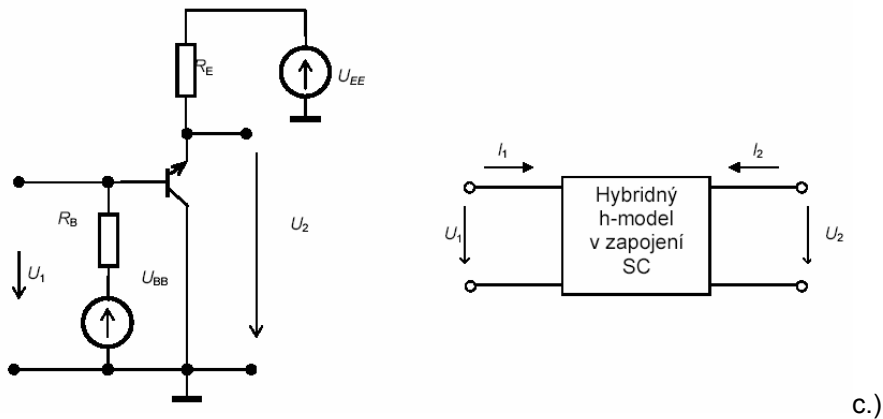 R_E
U_EE
R_B
U_1
U_BB
U_2
I_1
I_2
U_1
Hybridný
h-model
v zapojení
SC
U_2
c.)